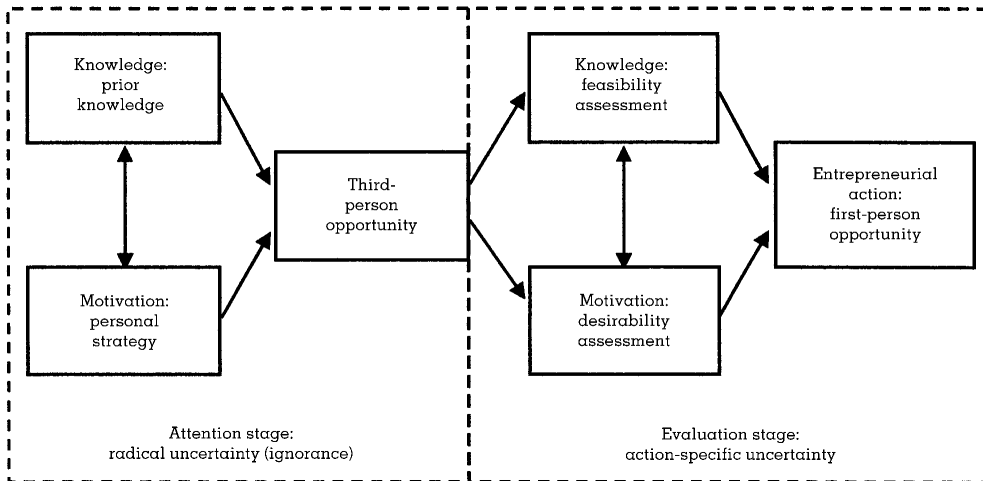 Knowledge:
prior
knowledge
Motivation:
personal
strategy
Third-
person
opportunity
Attention stage:
radical uncertainty (ignorance)
Knowledge:
feasibility
assessment
Motivation:
desirability
assessment
Entrepreneurial
action:
first-person
opportunity
Evaluation stage:
action-specific uncertainty